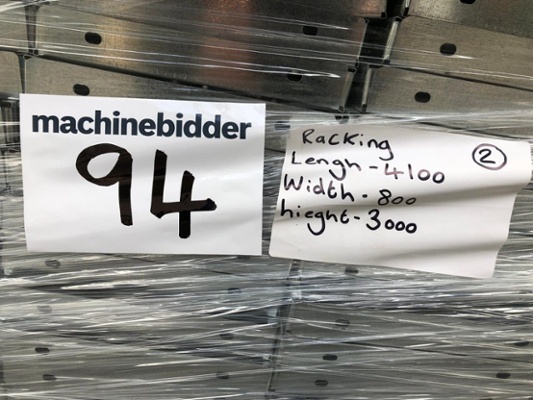 machinebidder
94
Racking
②
Lengh - 4100
Width - 800
hieght - 3000